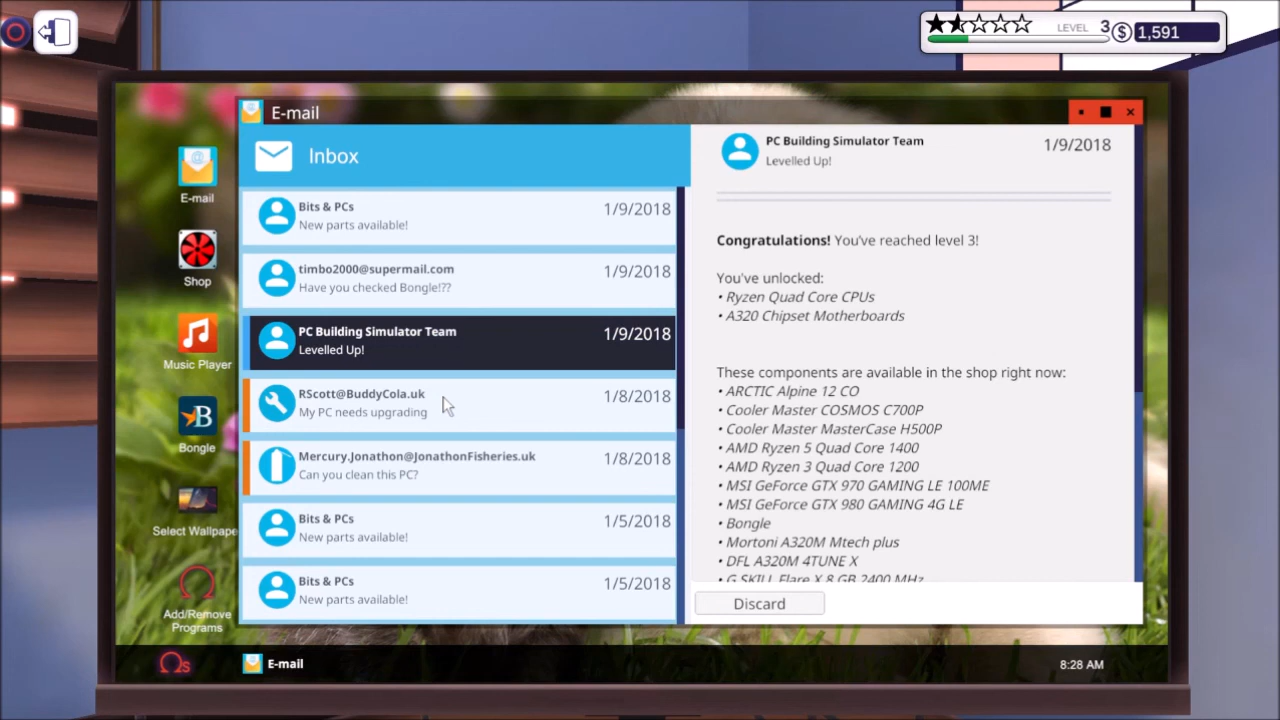 LEVEL 3 $ 1,591
E-mail
Inbox
E-mail
Shop
Music Player
Bongle
Select Wallpape
Add/Remove
Programs
Bits & PCs 1/9/2018
New parts available!
timbo2000@supermail.com 1/9/2018
Have you checked Bongle!??
PC Building Simulator Team 1/9/2018
Levelled Up!
RScott@BuddyCola.uk 1/8/2018
My PC needs upgrading
Mercury.Jonathon@JonathonFisheries.uk 1/8/2018
Can you clean this PC?
Bits & PCs 1/5/2018
New parts available!
Bits & PCs 1/5/2018
New parts available!
PC Building Simulator Team 1/9/2018
Levelled Up!
Congratulations! You've reached level 3!
You've unlocked:
• Ryzen Quad Core CPUs
• A320 Chipset Motherboards
These components are available in the shop right now:
• ARCTIC Alpine 12 CO
• Cooler Master COSMOS C700P
• Cooler Master MasterCase H500P
• AMD Ryzen 5 Quad Core 1400
• AMD Ryzen 3 Quad Core 1200
• MSI GeForce GTX 970 GAMING LE 100ME
• MSI GeForce GTX 980 GAMING 4G LE
• Bongle
• Mortoni A320M Mtech plus
• DFL A320M 4TUNE X
• G.SKILL Flare X 8 GB 2400 MHz
Discard
Ωs
E-mail
8:28 AM